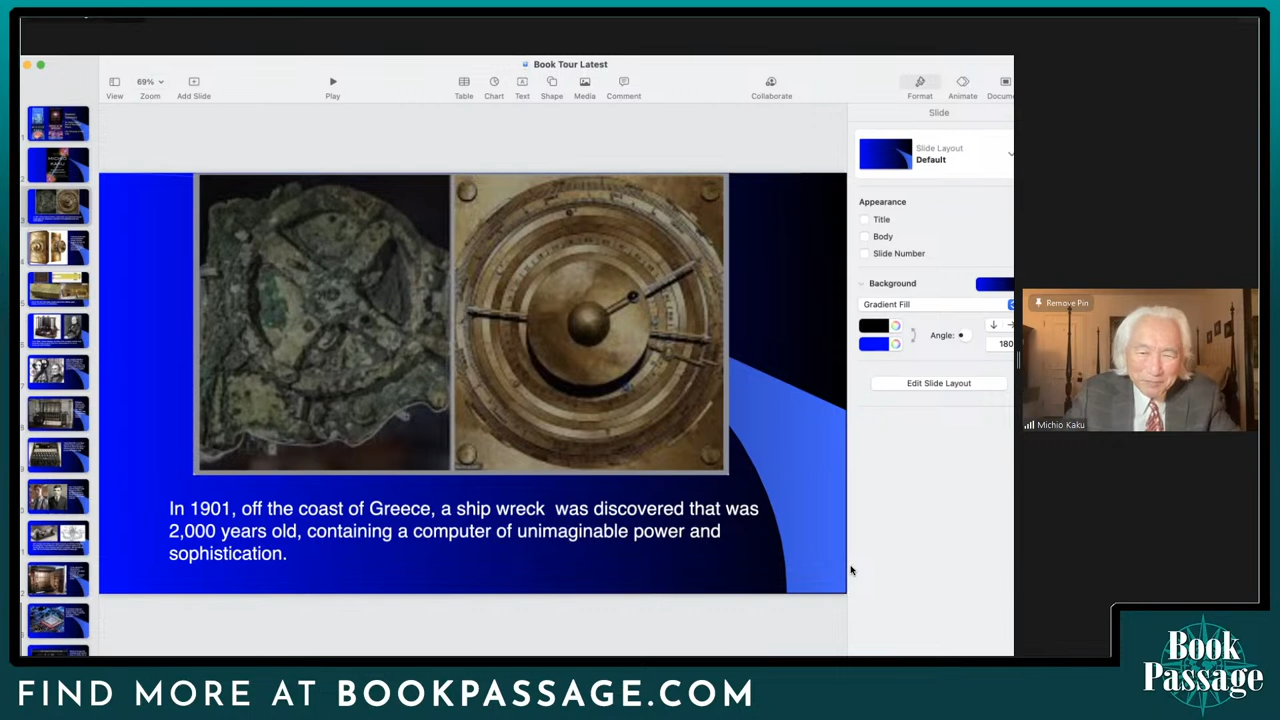 Book Tour Latest
View
69%
Zoom
Add Slide
Play
Table
Chart
Text
Shape
Media
Comment
Collaborate
Format
Animate
Docum
Slide
Slide Layout
Default
Appearance
Title
Body
Slide Number
Background
Gradient Fill
Angle:
180
Edit Slide Layout
In 1901, off the coast of Greece, a ship wreck was discovered that was
2,000 years old, containing a computer of unimaginable power and
sophistication.
Remove Pin
Michio Kaku
FIND MORE AT BOOKPASSAGE.COM
Book
Passage